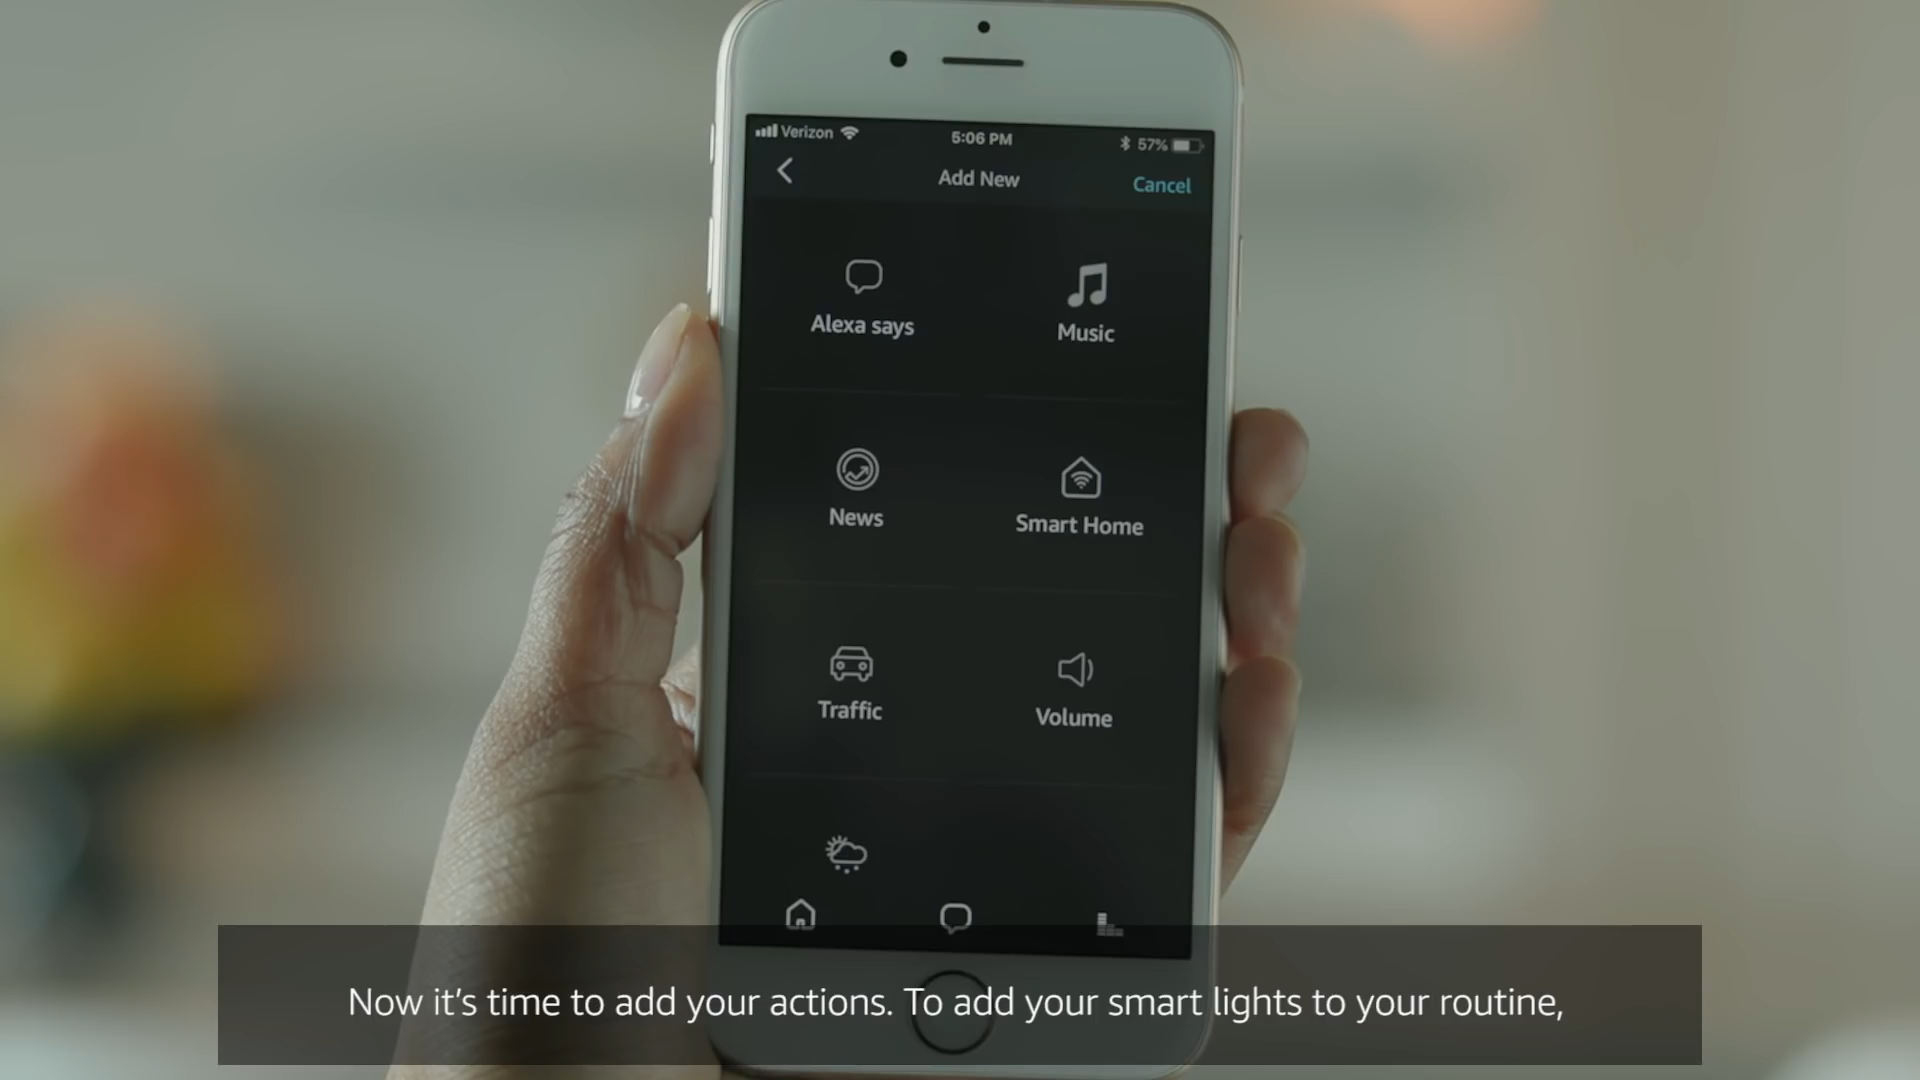 Verizon
5:06 PM
57%
Add New
Cancel
Alexa says
Music
News
Smart Home
Traffic
Volume
Now it's time to add your actions. To add your smart lights to your routine,